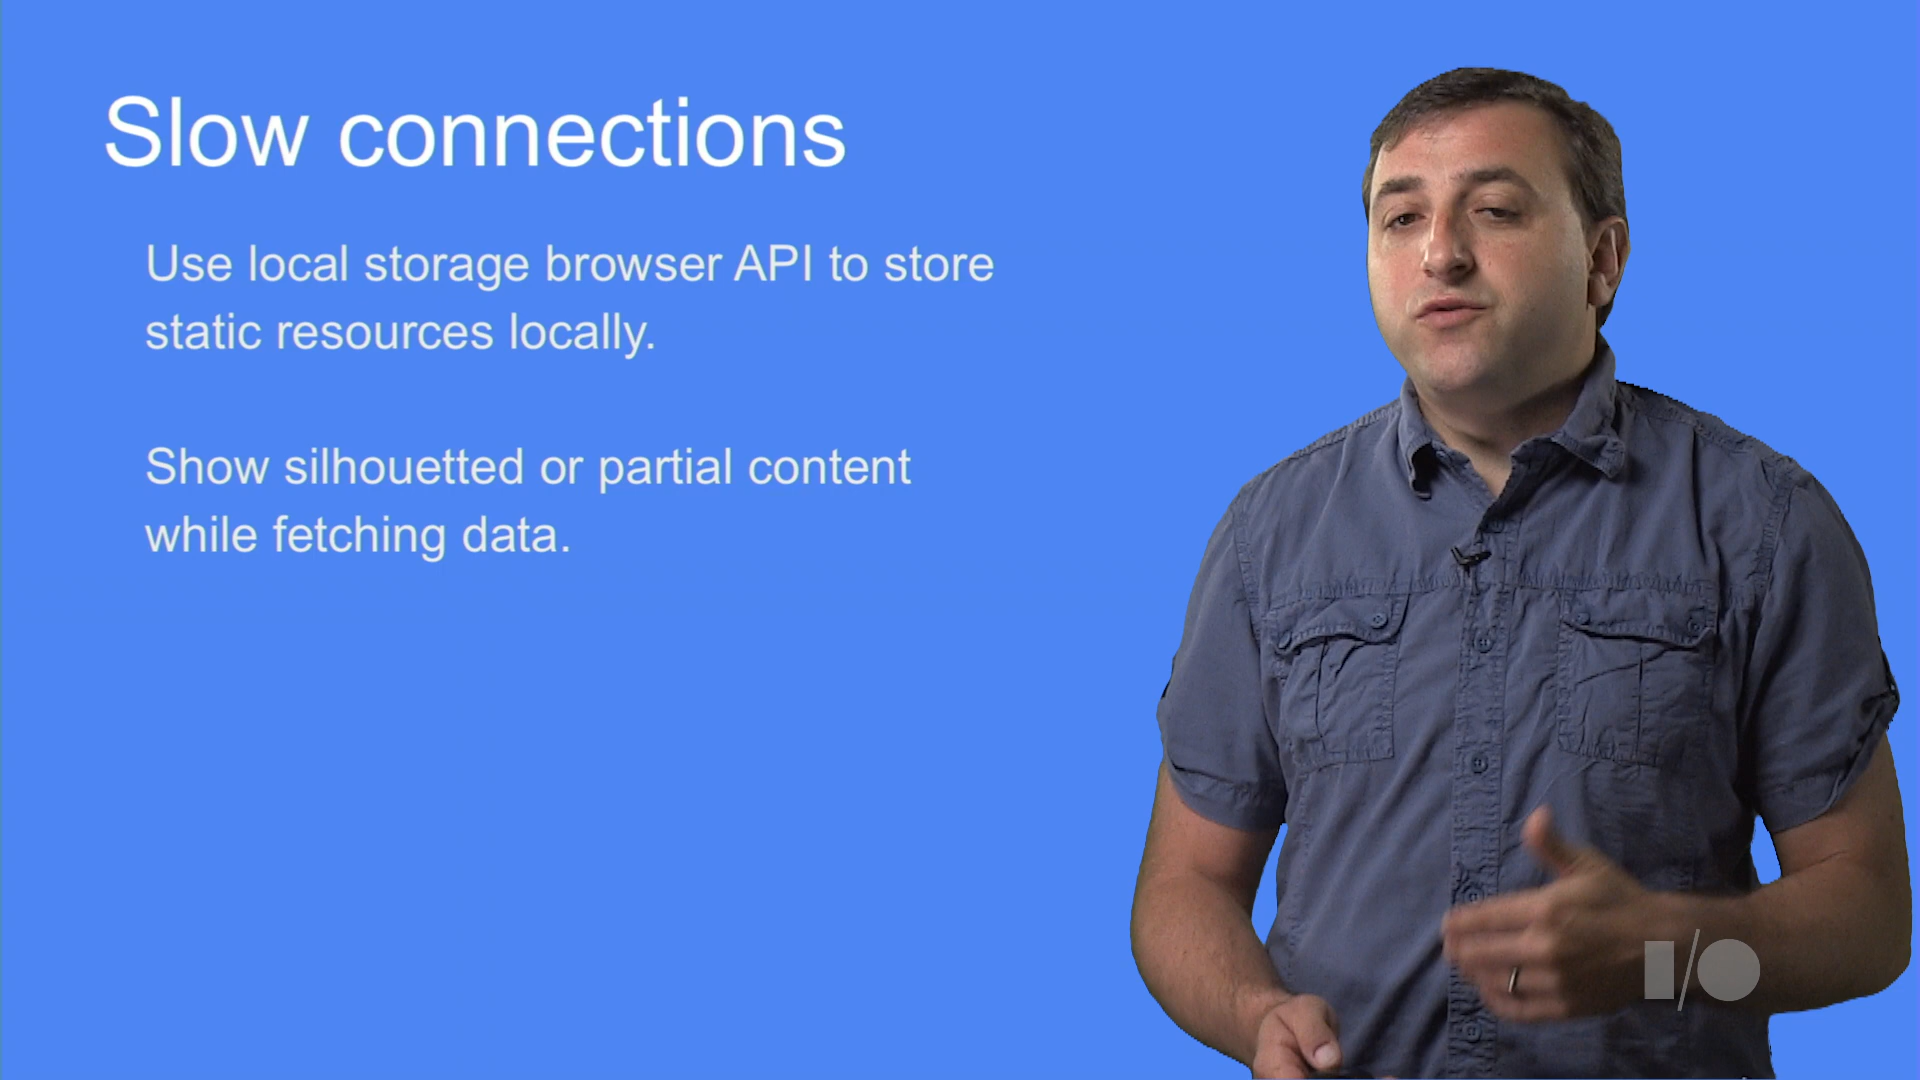 Slow connections
Use local storage browser API to store
static resources locally.
Show silhouetted or partial content
while fetching data.
I/O